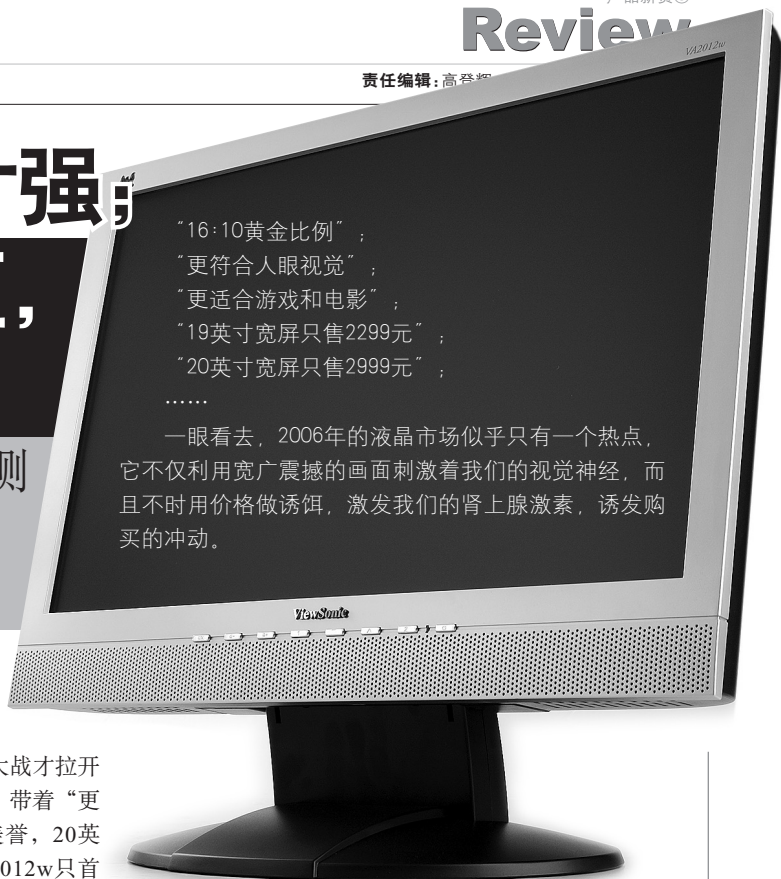 Review
VA2012w
责任编辑：高登辉
强；
“16:10黄金比例”；
“更符合人眼视觉”；
“更适合游戏和电影”；
“19英寸宽屏只售2299元”；
“20英寸宽屏只售2999元”；
……
一眼看去，2006年的液晶市场似乎只有一个热点，
它不仅利用宽广震撼的画面刺激着我们的视觉神经，而
且不时用价格做诱饵，激发我们的肾上腺激素，诱发购
买的冲动。
测
ViewSonic
大战才拉开
带着“更
誉，20英
012w只首